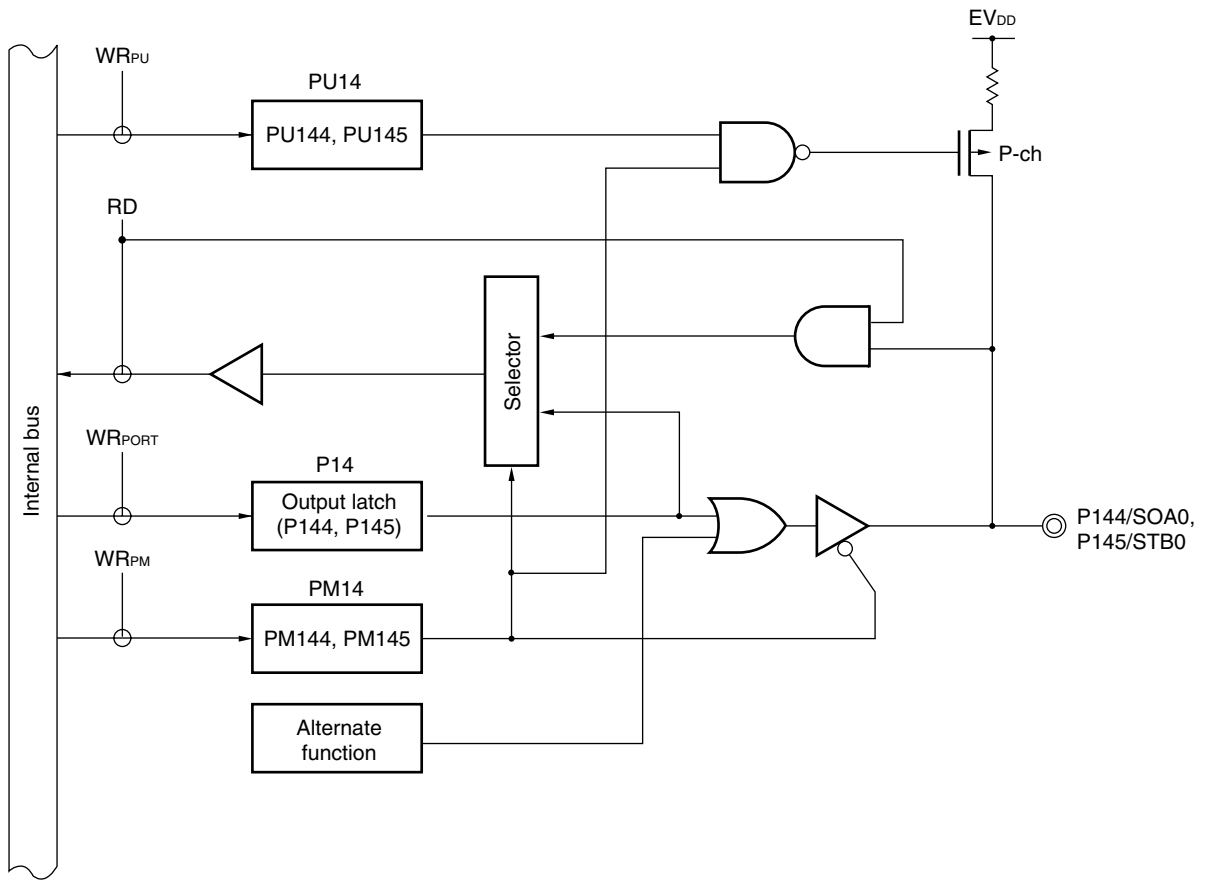 EVDD
WRPU
PU14
PU144, PU145
P-ch
RD
Selector
Internal bus
WRPORT
P14
Output latch
(P144, P145)
P144/SOA0,
P145/STB0
WRPM
PM14
PM144, PM145
Alternate
function